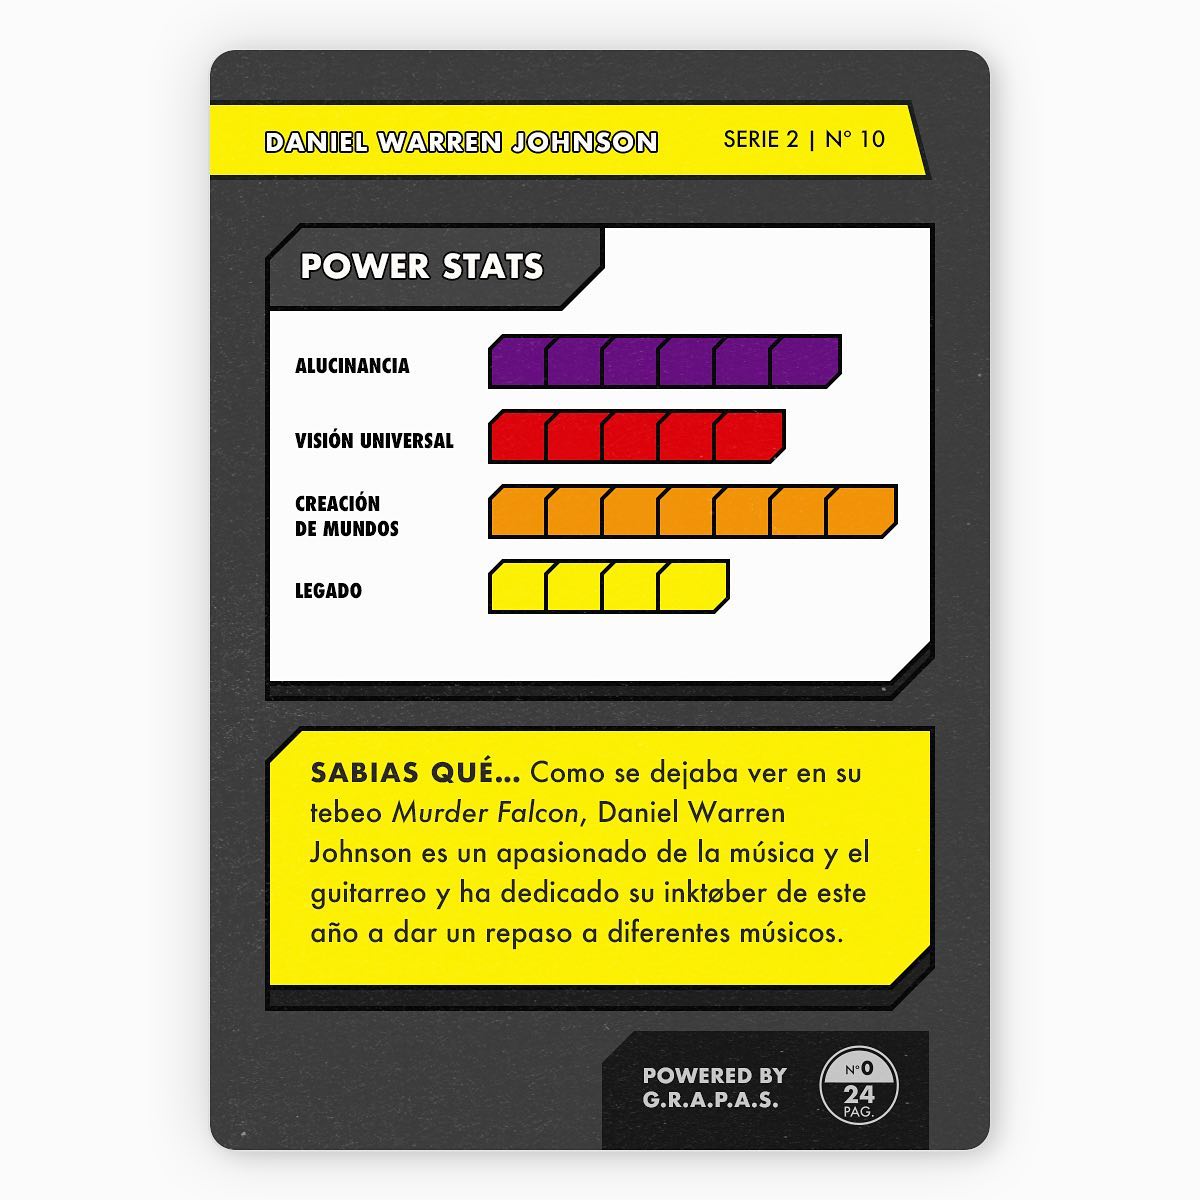 DANIEL WARREN JOHNSON
SERIE 2 | Nº 10
POWER STATS
ALUCINANCIA
VISIÓN UNIVERSAL
CREACIÓN
DE MUNDOS
LEGADO
SABIAS QUÉ... Como se dejaba ver en su
tebeo Murder Falcon, Daniel Warren
Johnson es un apasionado de la música y el
guitarreo y ha dedicado su inktøber de este
año a dar un repaso a diferentes músicos.
POWERED BY
G.R.A.P.A.S.
Nº0
24
PAG.